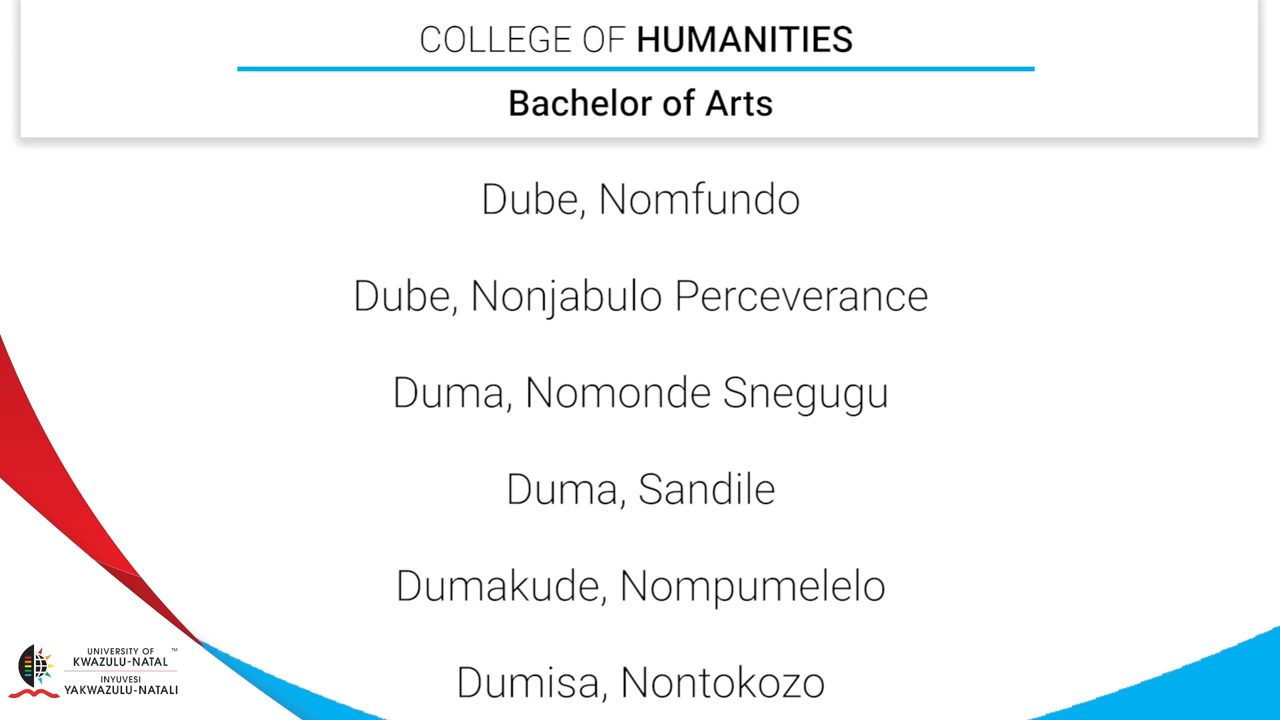 COLLEGE OF HUMANITIES
Bachelor of Arts
Dube, Nomfundo
Dube, Nonjabulo Perceverance
Duma, Nomonde Snegugu
Duma, Sandile
Dumakude, Nompumelelo
Dumisa, Nontokozo
UNIVERSITY OF ™
KWAZULU-NATAL
INYUVESI
YAKWAZULU-NATALI